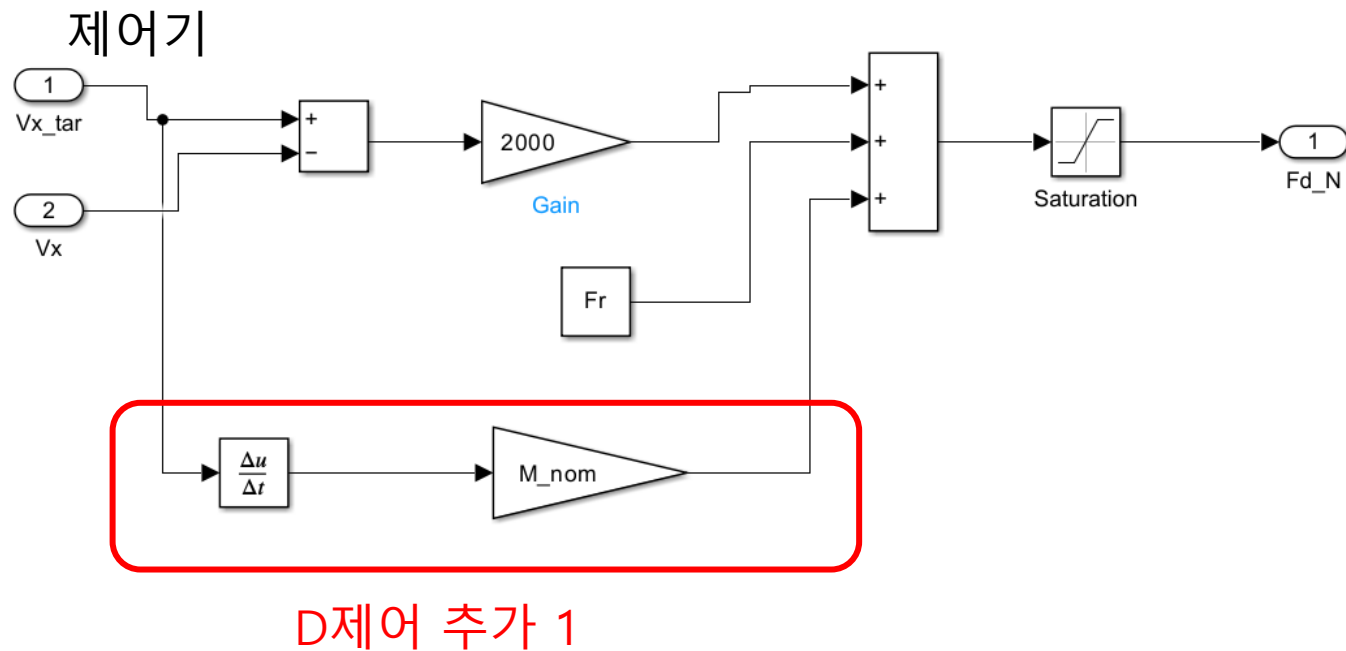 제어기
1
Vx_tar
2
Vx
+
−
2000
Gain
Fr
+
+
+
Saturation
1
Fd_N
Δu
Δt
M_nom
D제어 추가 1